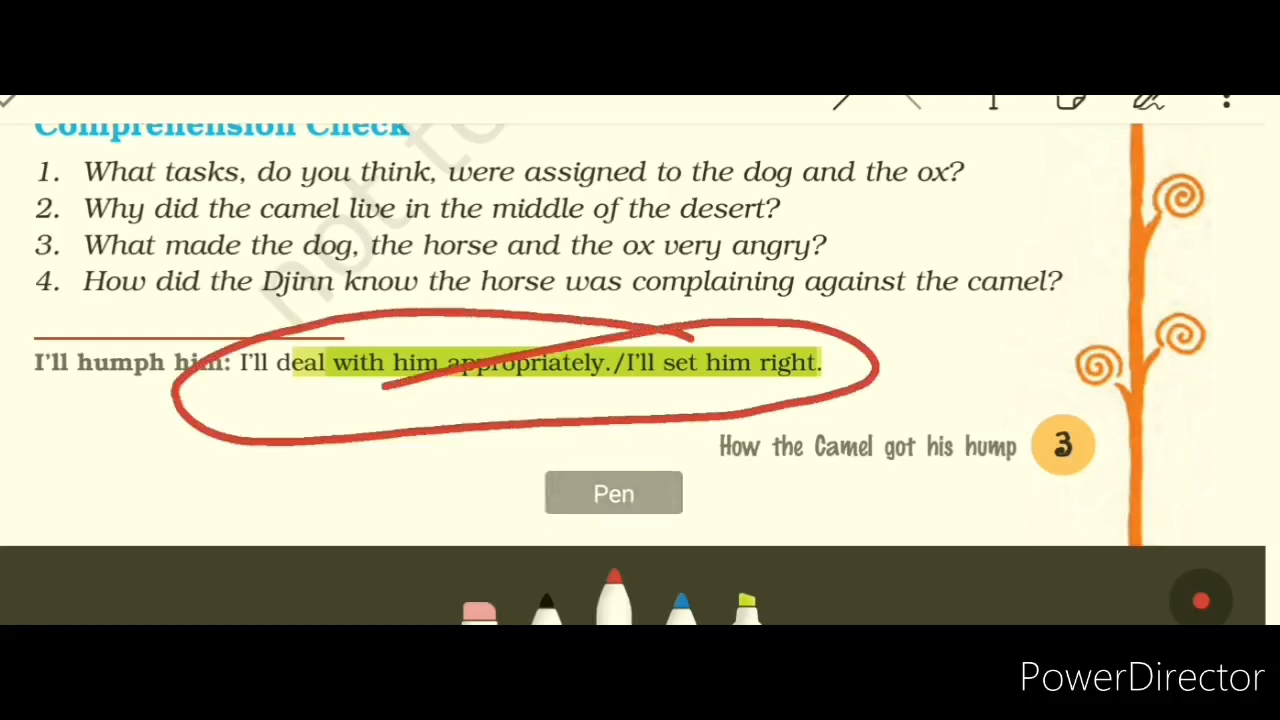 Comprehension Check
1. What tasks, do you think, were assigned to the dog and the ox?
2. Why did the camel live in the middle of the desert?
3. What made the dog, the horse and the ox very angry?
4. How did the Djinn know the horse was complaining against the camel?
not to
I'll humph him: I'll deal with him appropriately./I'll set him right.
How the Camel got his hump 3
Pen
PowerDirector